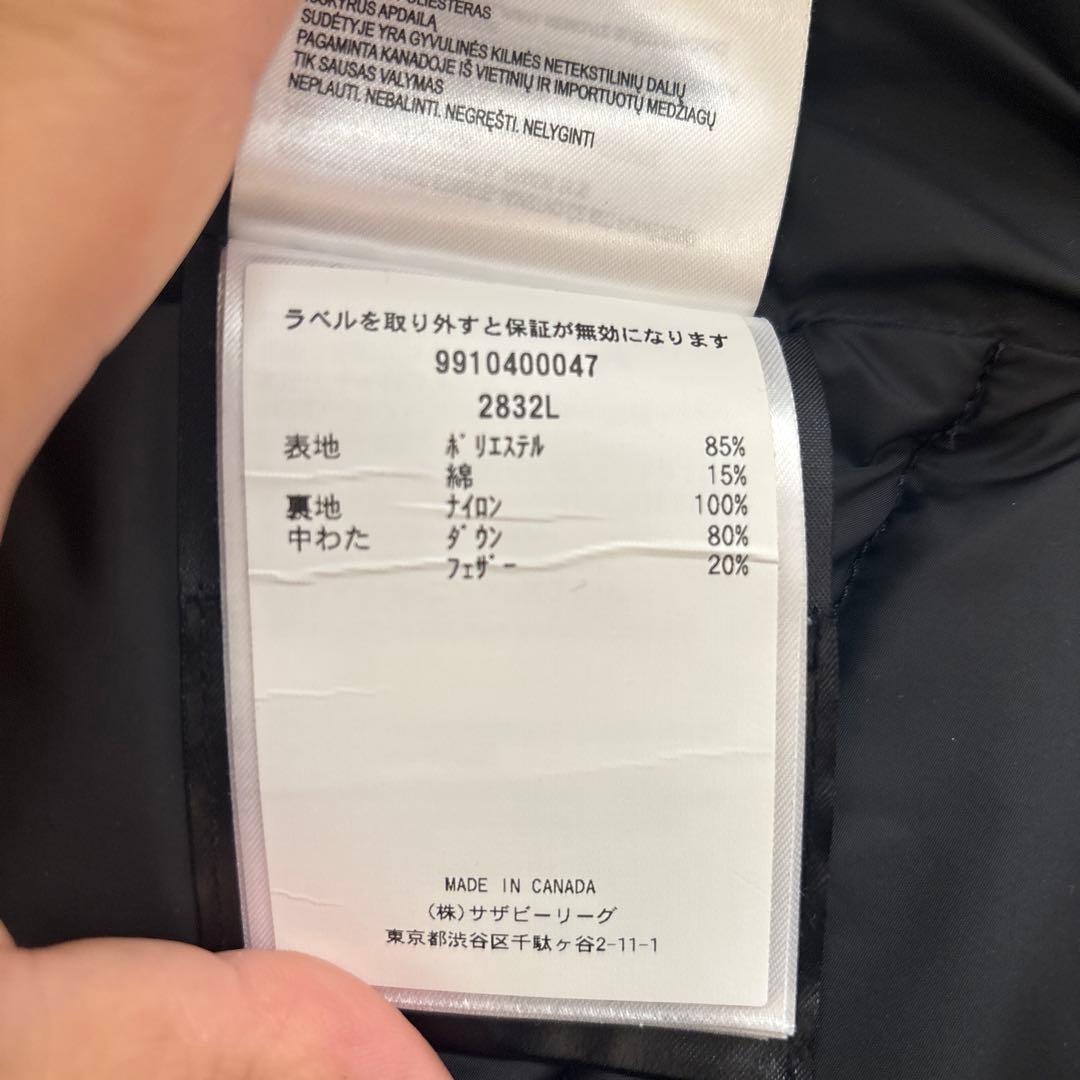 POLIESTERAS
APDAILĄ
SUDĖTYJE YRA GYVULINĖS KILMĖS NETEKSTILINIŲ DALIŲ
PAGAMINTA KANADOJE IŠ VIETINIŲ IR IMPORTUOTŲ MEDŽIAGŲ
TIK SAUSAS VALYMAS
NEPLAUTI. NEBALINTI. NEGRĘŠTI. NELYGINTI
ラベルを取り外すと保証が無効になります
9910400047
2832L
表地 ポリエステル 85%
綿 15%
裏地 ナイロン 100%
中わた ダウン 80%
フェザー 20%
MADE IN CANADA
(株)サザビーリーグ
東京都渋谷区千駄ヶ谷2-11-1